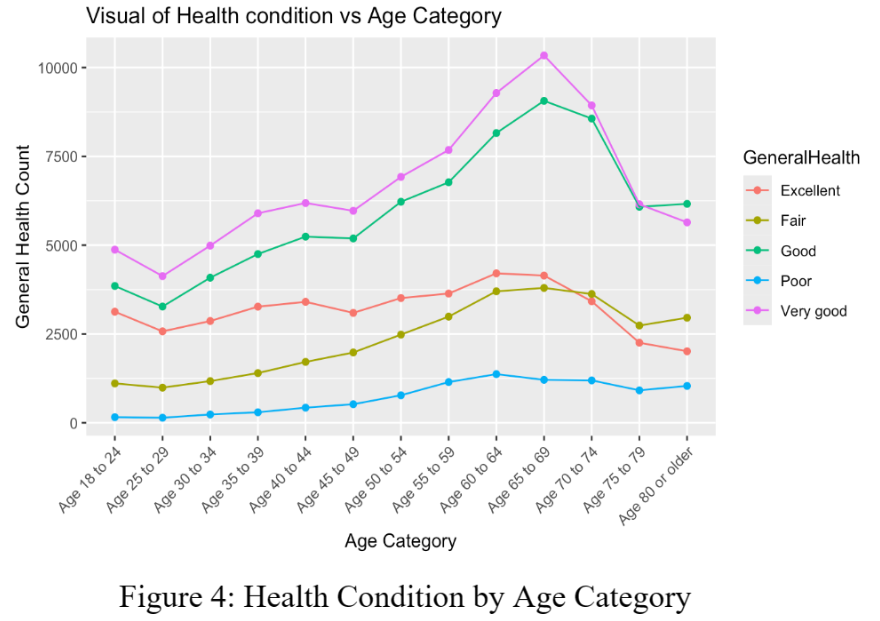 Visual of Health condition vs Age Category
General Health Count
10000
7500
5000
2500
0
Age 18 to 24
Age 25 to 29
Age 30 to 34
Age 35 to 39
Age 40 to 44
Age 45 to 49
Age 50 to 54
Age 55 to 59
Age 60 to 64
Age 65 to 69
Age 70 to 74
Age 75 to 79
Age 80 or older
Age Category
GeneralHealth
Excellent
Fair
Good
Poor
Very good
Figure 4: Health Condition by Age Category